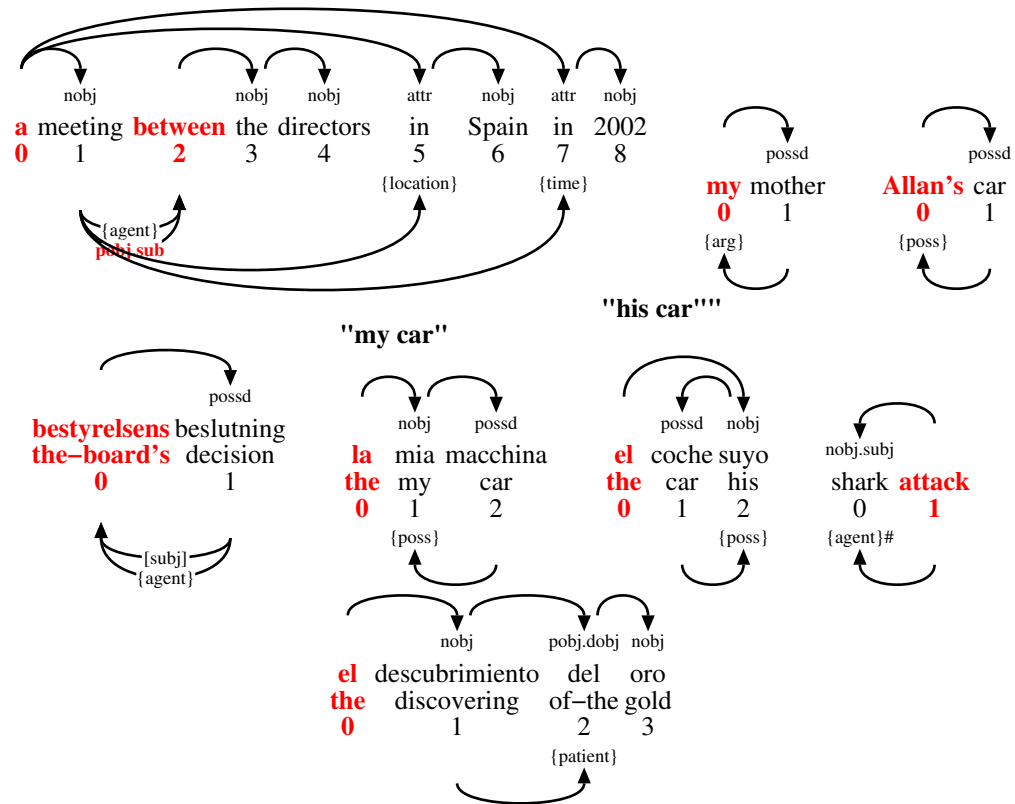 nobj nobj nobj attr nobj attr nobj
a meeting between the directors in Spain in 2002
0 1 2 3 4 5 6 7 8
{location} {time}
{agent}
pobj.sub
possd
my mother
0 1
{arg}
possd
Allan's car
0 1
{poss}
possd
bestyrelsens beslutning
the−board's decision
0 1
[subj]
{agent}
"my car"
nobj possd
la mia macchina
the my car
0 1 2
{poss}
"his car""
possd nobj
el coche suyo
the car his
0 1 2
{poss}
nobj.subj
shark attack
0 1
{agent}#
nobj pobj.dobj nobj
el descubrimiento del oro
the discovering of−the gold
0 1 2 3
{patient}